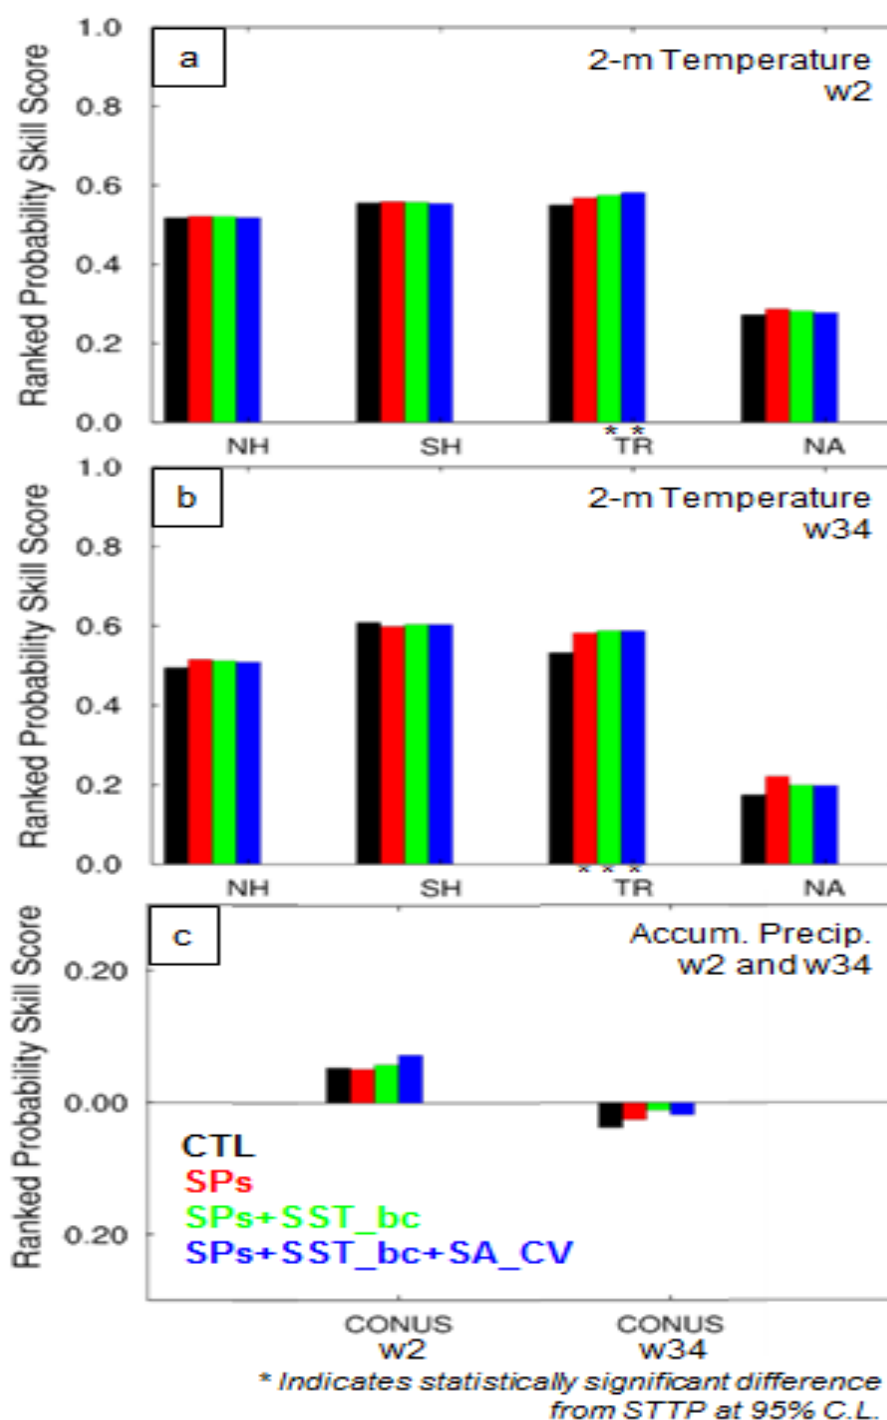 1.0
a
2-m Temperature
w2
0.8
0.6
0.4
0.2
0.0
Ranked Probability Skill Score
NH SH TR NA
* *
1.0
b
2-m Temperature
w34
0.8
0.6
0.4
0.2
0.0
Ranked Probability Skill Score
* * *
NH SH TR NA
c
Accum. Precip.
w2 and w34
0.20
0.00
0.20
Ranked Probability Skill Score
CTL
SPs
SPs+SST_bc
SPs+SST_bc+SA_CV
CONUS CONUS
w2 w34
* Indicates statistically significant difference
from STTP at 95% C.L.